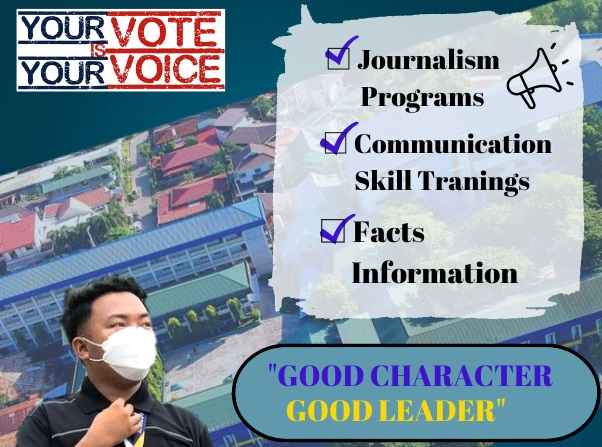 YOUR VOTE
IS
YOUR VOICE
Journalism
Programs
Communication
Skill Tranings
Facts
Information
"GOOD CHARACTER
GOOD LEADER"